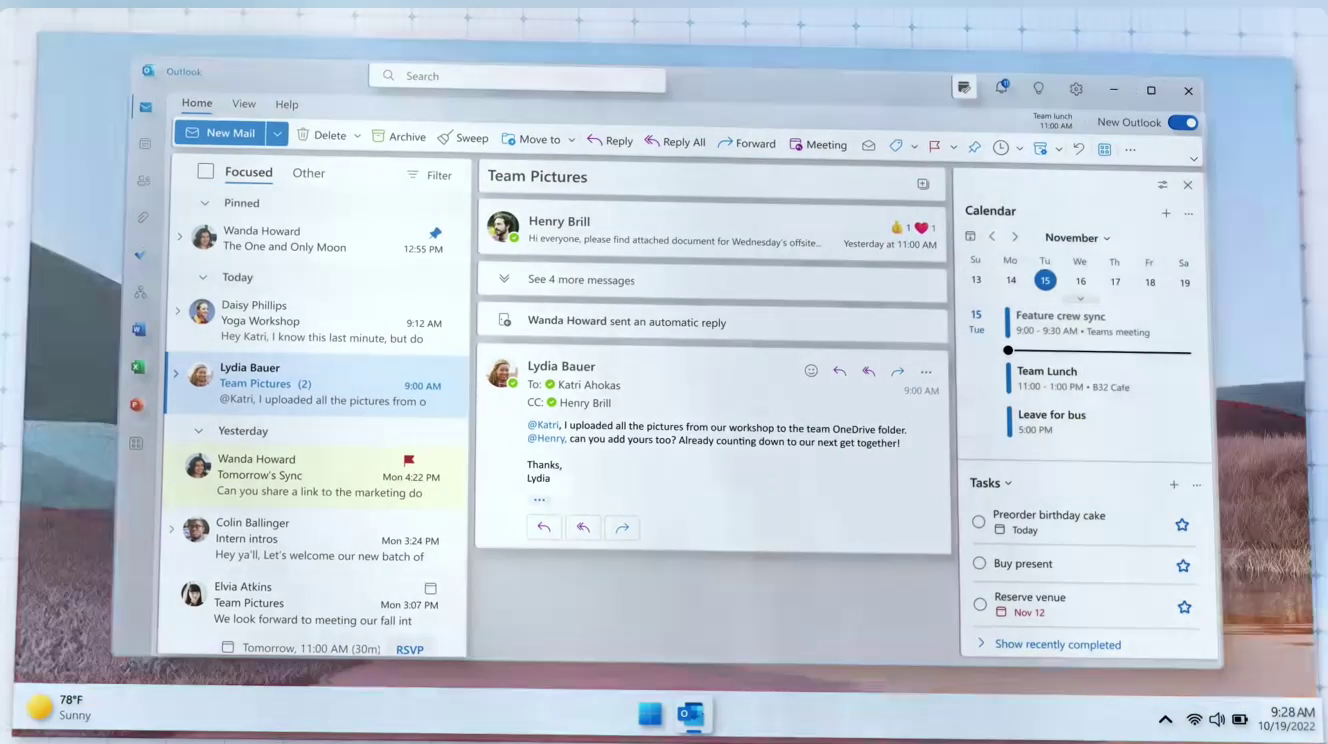 Outlook
Search
Home View Help
Team lunch
11:00 AM
New Outlook
New Mail Delete Archive Sweep Move to Reply Reply All Forward Meeting
Focused Other Filter
Pinned
Wanda Howard
The One and Only Moon 12:55 PM
Today
Daisy Phillips
Yoga Workshop 9:12 AM
Hey Katri, I know this last minute, but do
Lydia Bauer
Team Pictures (2) 9:00 AM
@Katri, I uploaded all the pictures from o
Yesterday
Wanda Howard
Tomorrow's Sync Mon 4:22 PM
Can you share a link to the marketing do
Colin Ballinger
Intern intros Mon 3:24 PM
Hey ya'll, Let's welcome our new batch of
Elvia Atkins
Team Pictures Mon 3:07 PM
We look forward to meeting our fall int
Tomorrow, 11:00 AM (30m) RSVP
Team Pictures
Henry Brill 1 1
Hi everyone, please find attached document for Wednesday's offsite... Yesterday at 11:00 AM
See 4 more messages
Wanda Howard sent an automatic reply
Lydia Bauer
To: Katri Ahokas
9:00 AM
CC: Henry Brill
@Katri, I uploaded all the pictures from our workshop to the team OneDrive folder.
@Henry, can you add yours too? Already counting down to our next get together!
Thanks,
Lydia
Calendar
November
Su Mo Tu We Th Fr Sa
13 14 15 16 17 18 19
15 Feature crew sync
Tue 9:00 - 9:30 AM • Teams meeting
Team Lunch
11:00 - 1:00 PM • B32 Cafe
Leave for bus
5:00 PM
Tasks
Preorder birthday cake
Today
Buy present
Reserve venue
Nov 12
Show recently completed
78°F
Sunny
9:28 AM
10/19/2022